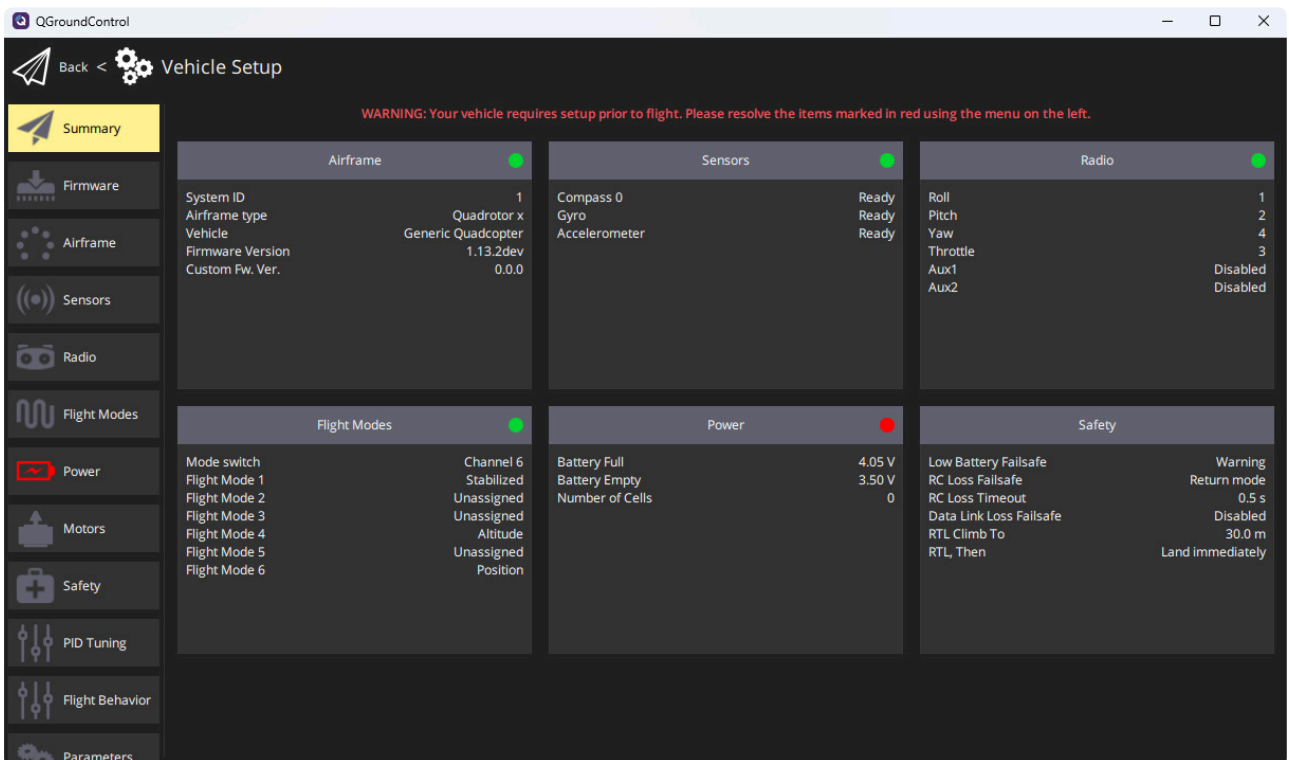 QGroundControl
Back < Vehicle Setup
Summary
Firmware
Airframe
Sensors
Radio
Flight Modes
Power
Motors
Safety
PID Tuning
Flight Behavior
Parameters
WARNING: Your vehicle requires setup prior to flight. Please resolve the items marked in red using the menu on the left.
Airframe
System ID 1
Airframe type Quadrotor x
Vehicle Generic Quadcopter
Firmware Version 1.13.2dev
Custom Fw. Ver. 0.0.0
Sensors
Compass 0 Ready
Gyro Ready
Accelerometer Ready
Radio
Roll 1
Pitch 2
Yaw 4
Throttle 3
Aux1 Disabled
Aux2 Disabled
Flight Modes
Mode switch Channel 6
Flight Mode 1 Stabilized
Flight Mode 2 Unassigned
Flight Mode 3 Unassigned
Flight Mode 4 Altitude
Flight Mode 5 Unassigned
Flight Mode 6 Position
Power
Battery Full 4.05 V
Battery Empty 3.50 V
Number of Cells 0
Safety
Low Battery Failsafe Warning
RC Loss Failsafe Return mode
RC Loss Timeout 0.5 s
Data Link Loss Failsafe Disabled
RTL Climb To 30.0 m
RTL, Then Land immediately